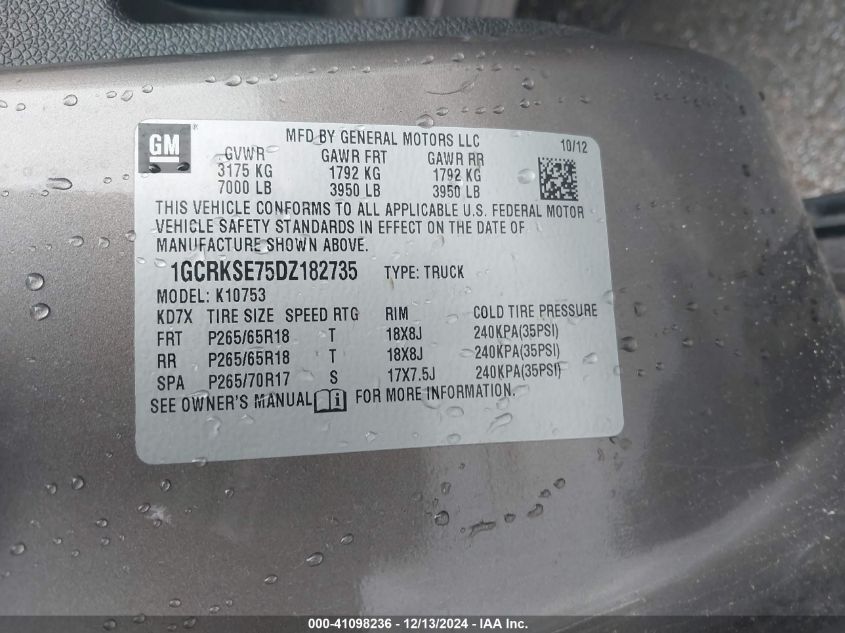 GM ®
MFD BY GENERAL MOTORS LLC
10/12
GVWR GAWR FRT GAWR RR
3175 KG 1792 KG 1792 KG
7000 LB 3950 LB 3950 LB
THIS VEHICLE CONFORMS TO ALL APPLICABLE U.S. FEDERAL MOTOR
VEHICLE SAFETY STANDARDS IN EFFECT ON THE DATE OF
MANUFACTURE SHOWN ABOVE.
1GCRKSE75DZ182735 TYPE: TRUCK
MODEL: K10753
KD7X TIRE SIZE SPEED RTG RIM COLD TIRE PRESSURE
FRT P265/65R18 T 18X8J 240KPA(35PSI)
RR P265/65R18 T 18X8J 240KPA(35PSI)
SPA P265/70R17 S 17X7.5J 240KPA(35PSI)
SEE OWNER'S MANUAL i FOR MORE INFORMATION.
000-41098236 - 12/13/2024 - IAA Inc.